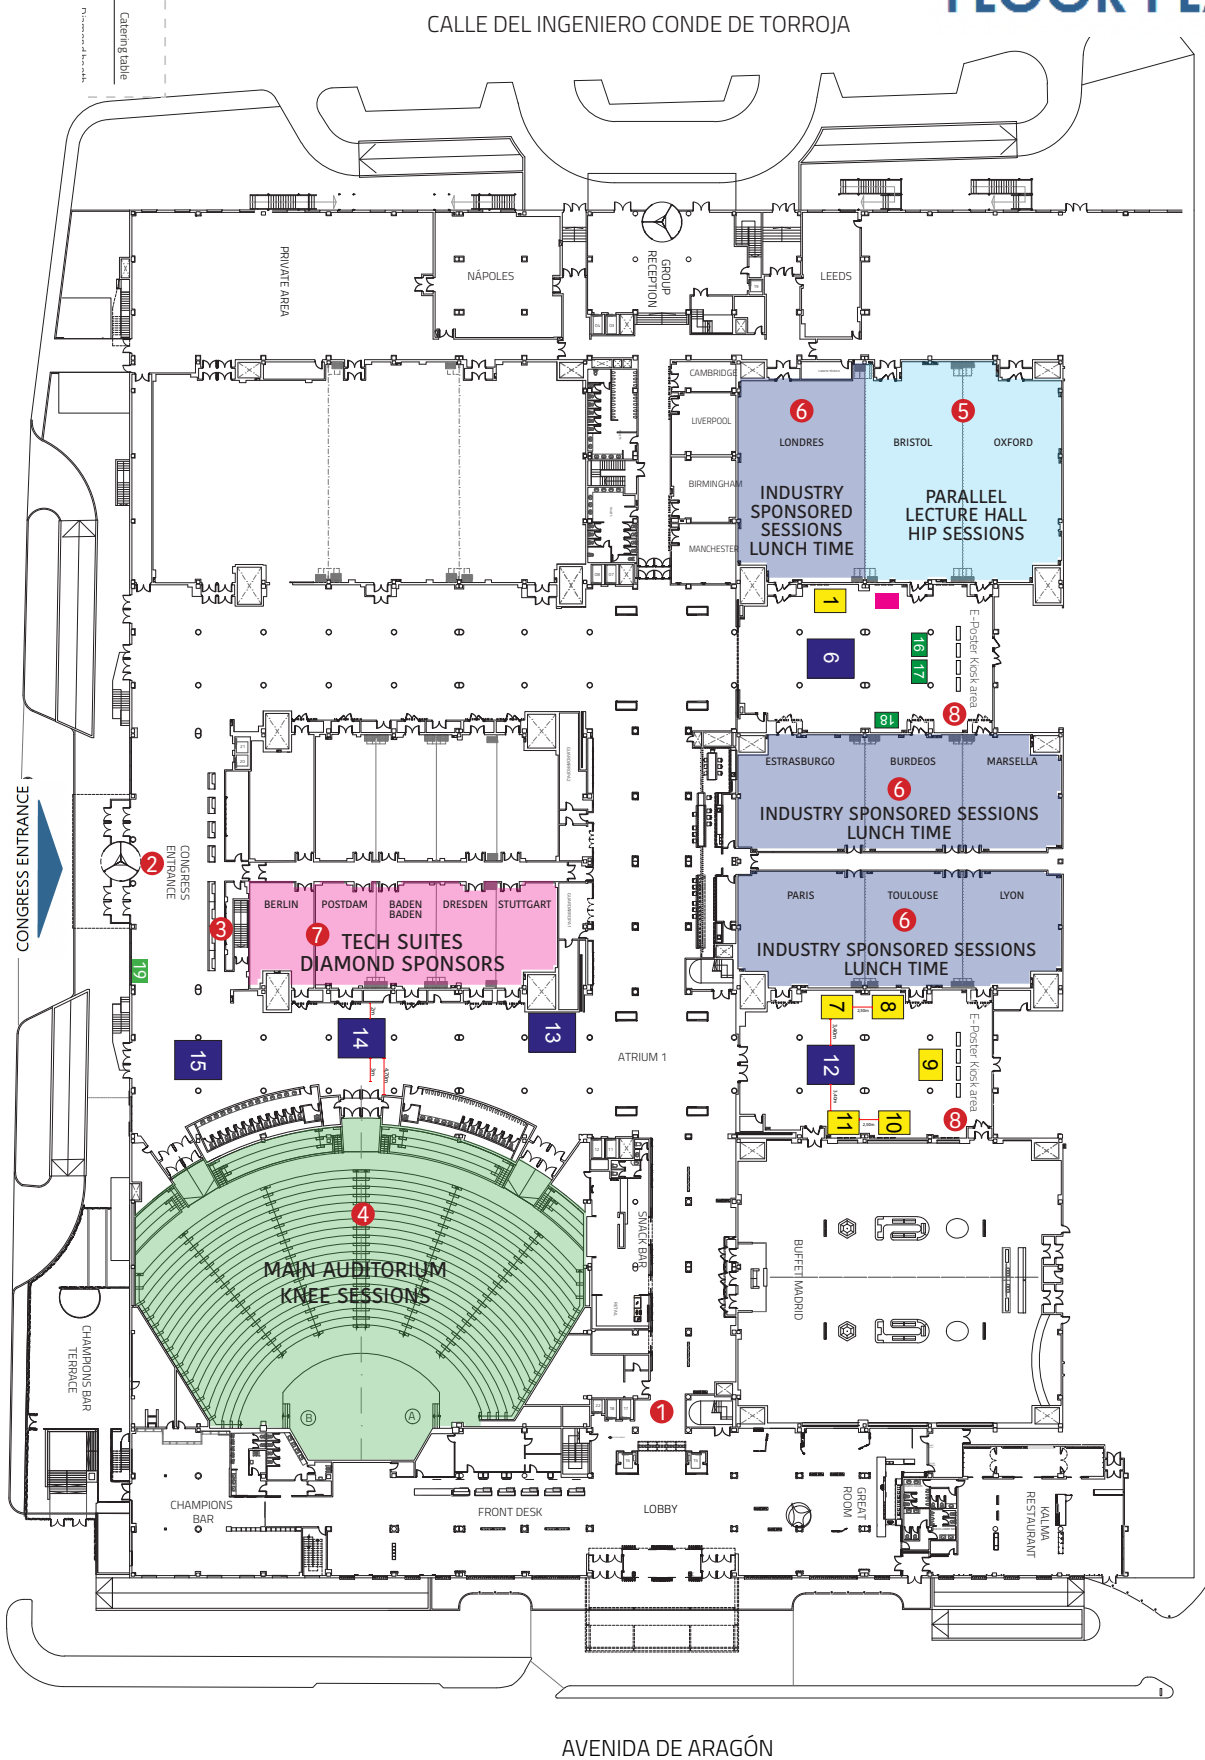 FLOOR PLA
CALLE DEL INGENIERO CONDE DE TORROJA
Catering table
PRIVATE AREA
NÁPOLES
GROUP
RECEPTION
LEEDS
CAMBRIDGE
LIVERPOOL
BIRMINGHAM
MANCHESTER
6
LONDRES
INDUSTRY
SPONSORED
SESSIONS
LUNCH TIME
5
BRISTOL
OXFORD
PARALLEL
LECTURE HALL
HIP SESSIONS
1
6
16
17
18
E-Poster Kiosk area
8
ESTRASBURGO
BURDEOS
MARSELLA
6
INDUSTRY SPONSORED SESSIONS
LUNCH TIME
CONGRESS ENTRANCE
2
CONGRESS
ENTRANCE
3
19
BERLIN
POSTDAM
BADEN
BADEN
DRESDEN
STUTTGART
7
TECH SUITES
DIAMOND SPONSORS
PARIS
TOULOUSE
LYON
6
INDUSTRY SPONSORED SESSIONS
LUNCH TIME
15
14
13
ATRIUM 1
7
8
12
9
11
10
E-Poster Kiosk area
8
4
MAIN AUDITORIUM
KNEE SESSIONS
B
A
SNACK BAR
BUFFET MADRID
CHAMPIONS BAR
TERRACE
1
CHAMPIONS
BAR
FRONT DESK
LOBBY
GREAT
ROOM
KALMA
RESTAURANT
AVENIDA DE ARAGÓN